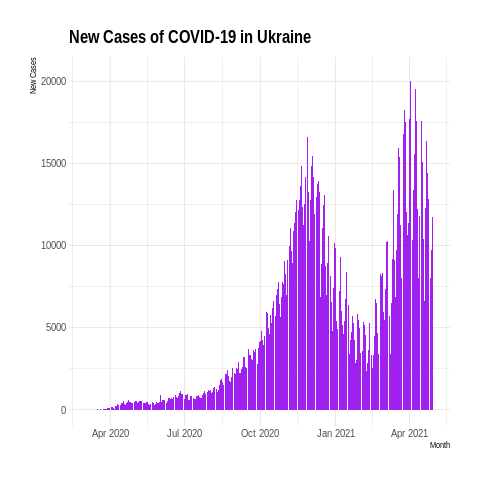 New Cases of COVID-19 in Ukraine
New Cases
20000
15000
10000
5000
0
Apr 2020 Jul 2020 Oct 2020 Jan 2021 Apr 2021
Month